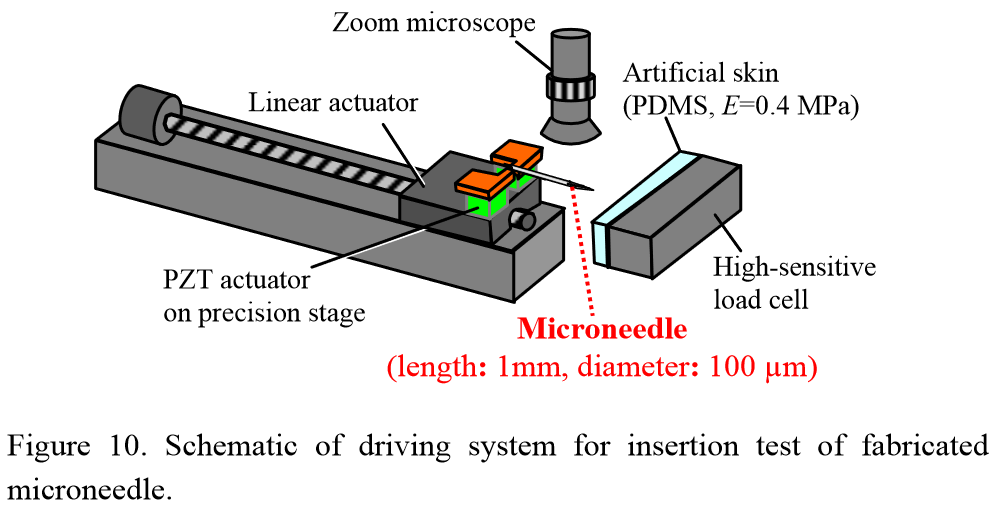 Zoom microscope
Linear actuator
Artificial skin
(PDMS, E=0.4 MPa)
PZT actuator
on precision stage
High-sensitive
load cell
Microneedle
(length: 1mm, diameter: 100 µm)
Figure 10. Schematic of driving system for insertion test of fabricated
microneedle.